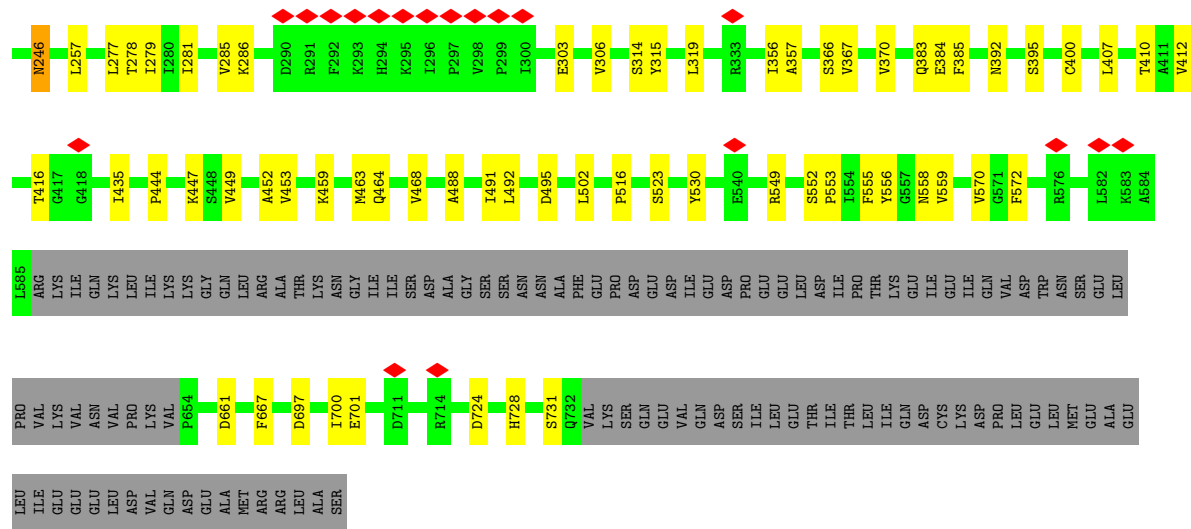 N246 L257 L277 T278 I279 I280 I281 V285 K286 D290 R291 F292 K293 H294 K295 I296 P297 V298 P299 I300 E303 V306 S314 Y315 L319 R333 I356 A357 S366 V367 V370 Q383 E384 F385 N392 S395 C400 L407 T410 A411 V412
T416 G417 G418 I435 P444 K447 S448 V449 A452 V453 K459 M463 Q464 V468 A488 I491 L492 D495 L502 P516 S523 Y530 E540 R549 S552 P553 I554 F555 Y556 G557 N558 V559 V570 G571 F572 R576 L582 K583 A584
L585 ARG LYS ILE GLN LYS LEU ILE LYS LYS GLY GLN LEU ARG ALA THR LYS ASN GLY ILE ILE SER ASP ALA GLY SER SER ASN ASN ALA PHE GLU PRO ASP GLU ASP ILE GLU ASP PRO GLU GLU LEU ASP ILE PRO THR LYS GLU ILE GLU ILE GLN VAL ASP TRP ASN SER GLU LEU
PRO VAL LYS VAL ASN VAL PRO LYS VAL P654 D661 F667 D697 I700 E701 D711 R714 D724 H728 S731 Q732 VAL LYS SER GLN GLU VAL GLN ASP SER ILE LEU GLU THR ILE THR LEU ILE GLN ASP CYS LYS ASP PRO LEU GLU LEU MET GLU ALA GLU
LEU ILE GLU GLU GLU LEU ASP VAL GLN ASP GLU ALA MET ARG ARG LEU ALA SER